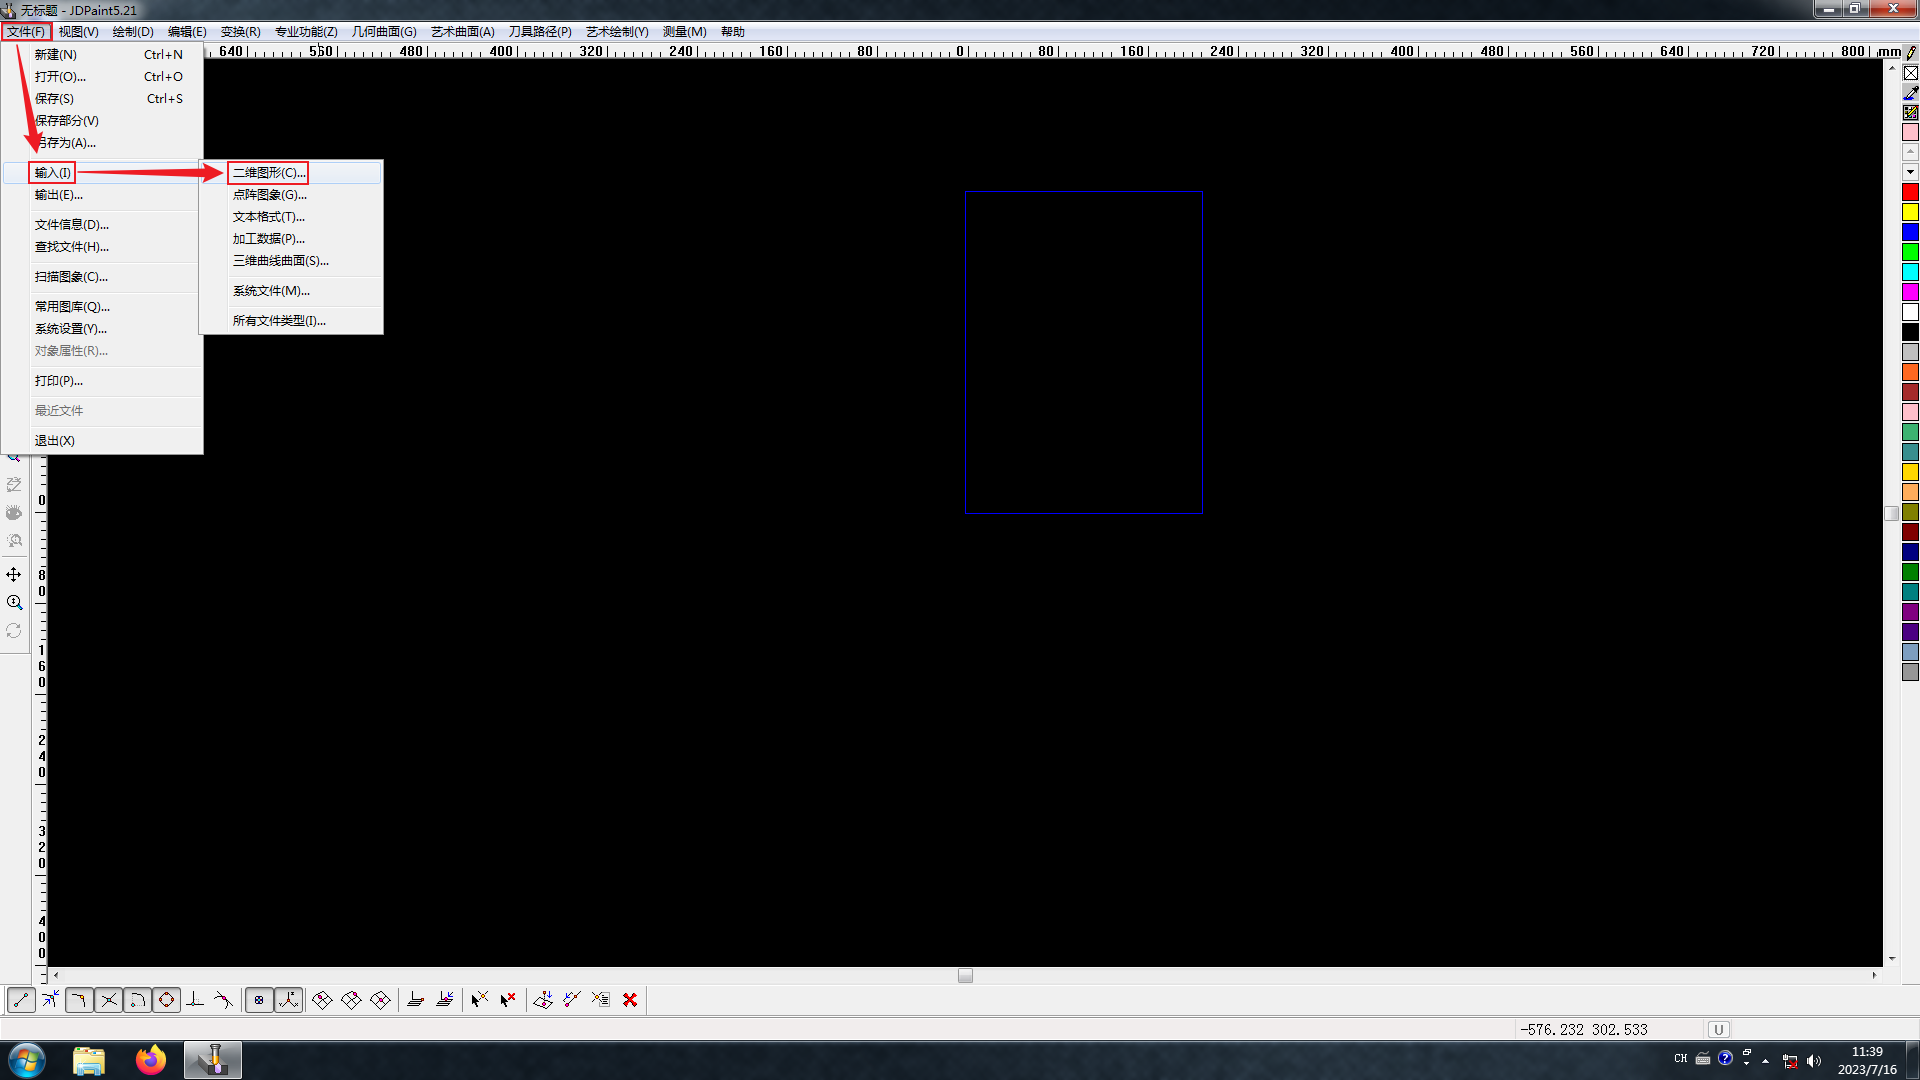 无标题 - JDPaint5.21
文件(F) 视图(V) 绘制(D) 编辑(E) 变换(R) 专业功能(Z) 几何曲面(G) 艺术曲面(A) 刀具路径(P) 艺术绘制(Y) 测量(M) 帮助
640 550 480 400 320 240 160 80 0 80 160 240 320 400 480 560 640 720 800 mm
新建(N) Ctrl+N
打开(O)... Ctrl+O
保存(S) Ctrl+S
保存部分(V)
另存为(A)...
输入(I)
输出(E)...
文件信息(D)...
查找文件(H)...
扫描图象(C)...
常用图库(Q)...
系统设置(Y)...
对象属性(R)...
打印(P)...
最近文件
退出(X)
二维图形(C)...
点阵图象(G)...
文本格式(T)...
加工数据(P)...
三维曲线曲面(S)...
系统文件(M)...
所有文件类型(I)...
0
80
160
240
320
400
-576.232 302.533 U
CH
11:39
2023/7/16